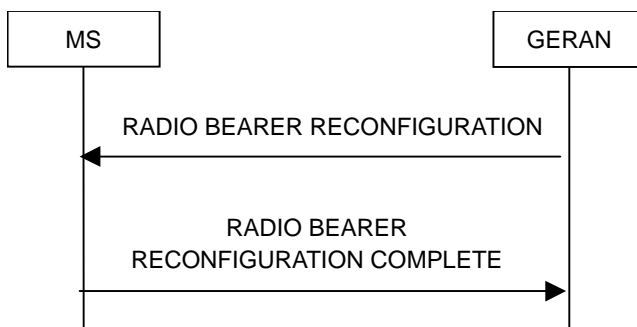 MS
GERAN
RADIO BEARER RECONFIGURATION
RADIO BEARER
RECONFIGURATION COMPLETE